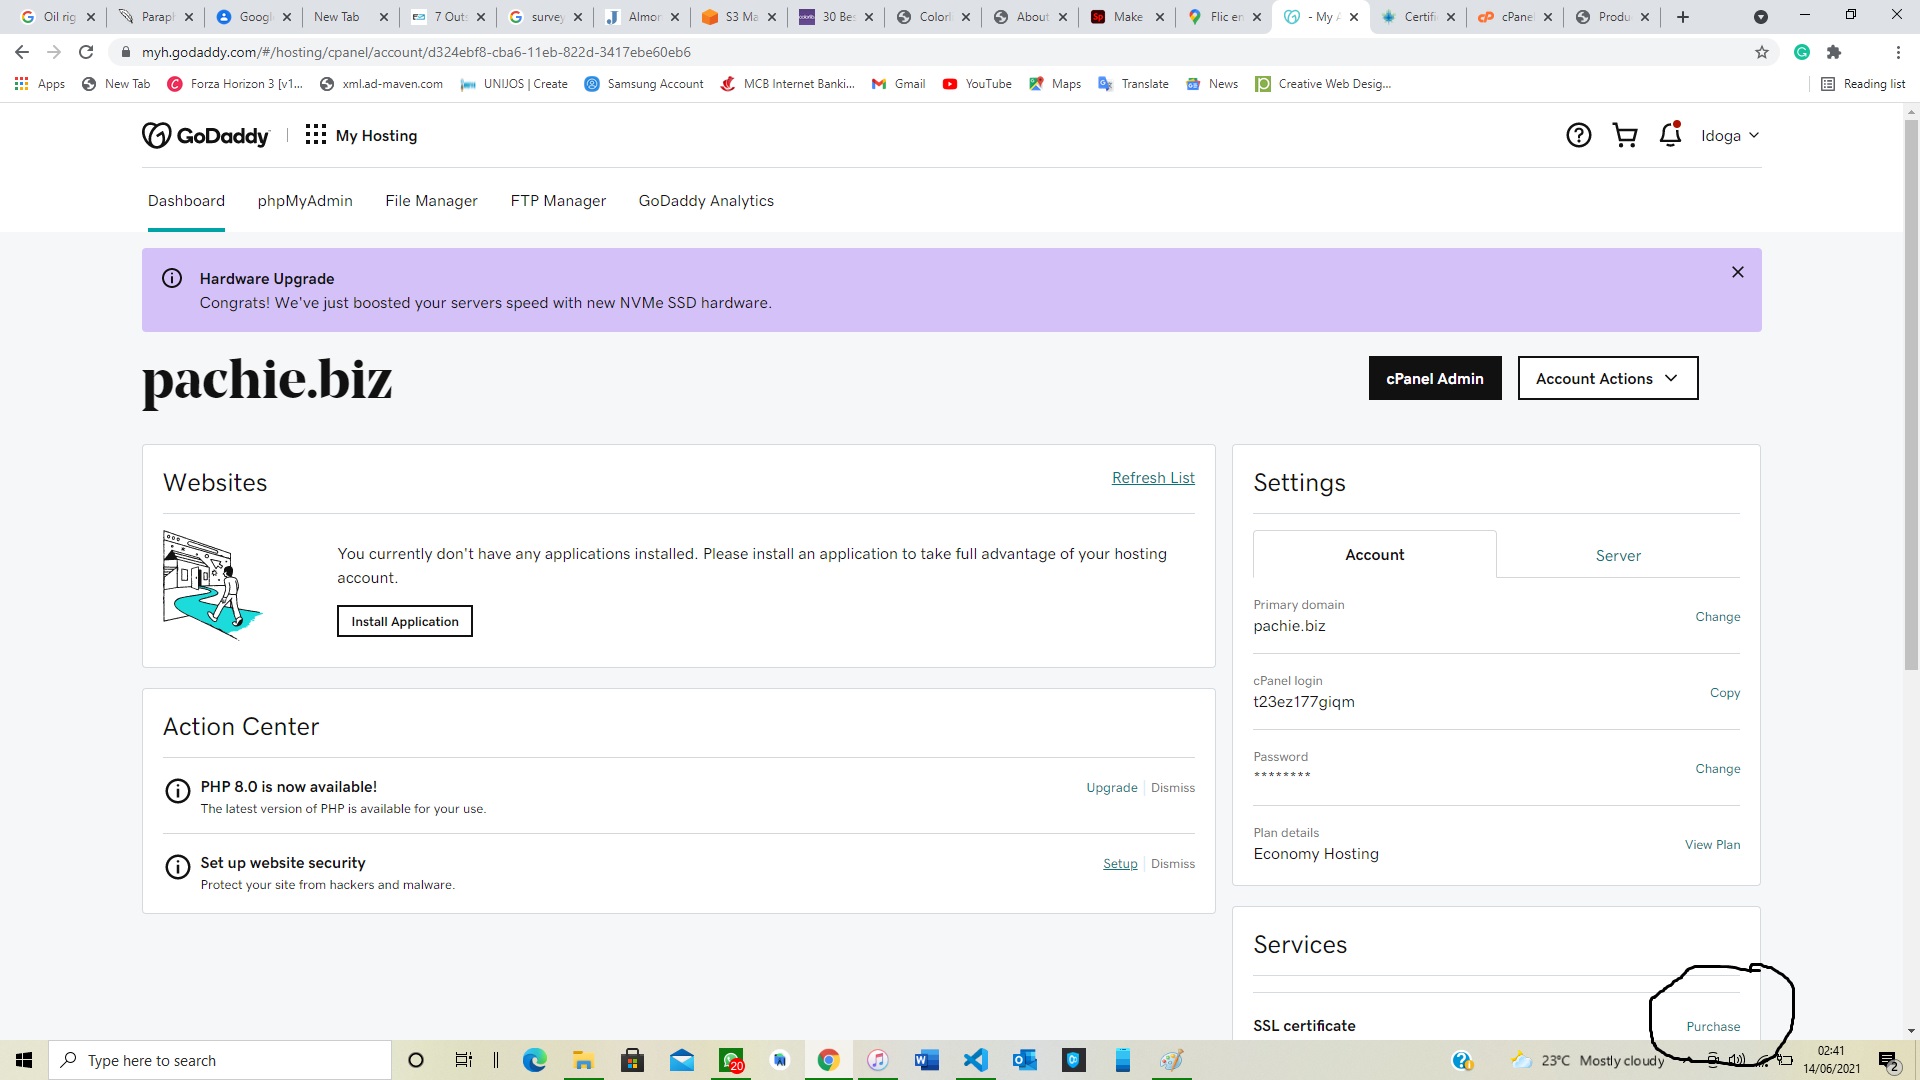 Oil rig
Paraph
Googl
New Tab
7 Outs
survey
Almor
S3 Ma
30 Bes
Colorl
About
Make
Flic en
- My A
Certifi
cPanel
Produ
myh.godaddy.com/#/hosting/cpanel/account/d324ebf8-cba6-11eb-822d-3417ebe60eb6
Apps New Tab Forza Horizon 3 [v1... xml.ad-maven.com UNIJOS | Create Samsung Account MCB Internet Banki... Gmail YouTube Maps Translate News Creative Web Desig... Reading list
GoDaddy My Hosting Idoga
Dashboard phpMyAdmin File Manager FTP Manager GoDaddy Analytics
Hardware Upgrade
Congrats! We've just boosted your servers speed with new NVMe SSD hardware.
pachie.biz
cPanel Admin Account Actions
Websites Refresh List
You currently don't have any applications installed. Please install an application to take full advantage of your hosting
account.
Install Application
Action Center
PHP 8.0 is now available!
The latest version of PHP is available for your use.
Upgrade Dismiss
Set up website security
Protect your site from hackers and malware.
Setup Dismiss
Settings
Account Server
Primary domain
pachie.biz
Change
cPanel login
t23ez177giqm
Copy
Password
********
Change
Plan details
Economy Hosting
View Plan
Services
SSL certificate Purchase
Type here to search
20
23°C Mostly cloudy
02:41
14/06/2021
2